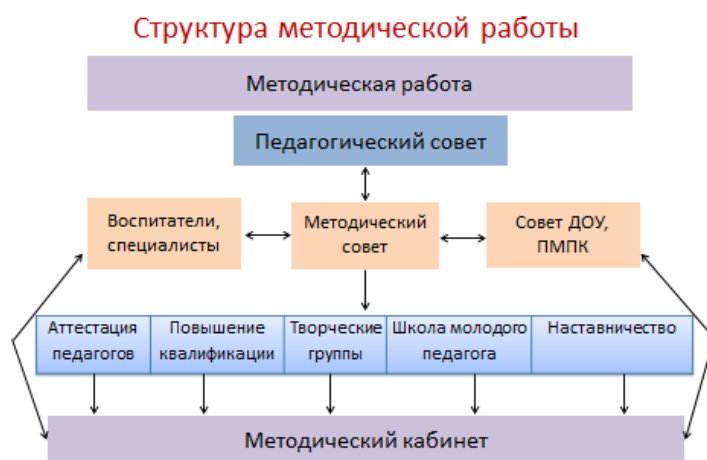 Структура методической работы
Методическая работа
Педагогический совет
Воспитатели,
специалисты
Методический
совет
Совет ДОУ,
ПМПК
Аттестация
педагогов
Повышение
квалификации
Творческие
группы
Школа молодого
педагога
Наставничество
Методический кабинет